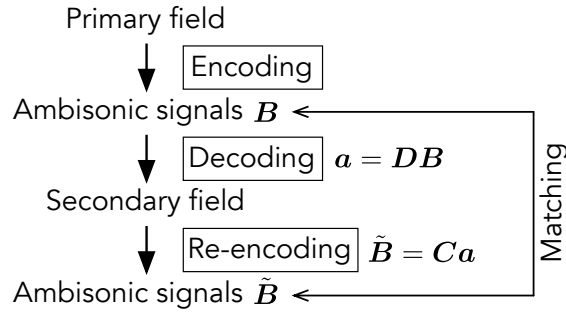 Primary field
Encoding
Ambisonic signals B
Decoding a = DB
Secondary field
Re-encoding B̃ = Ca
Ambisonic signals B̃
Matching